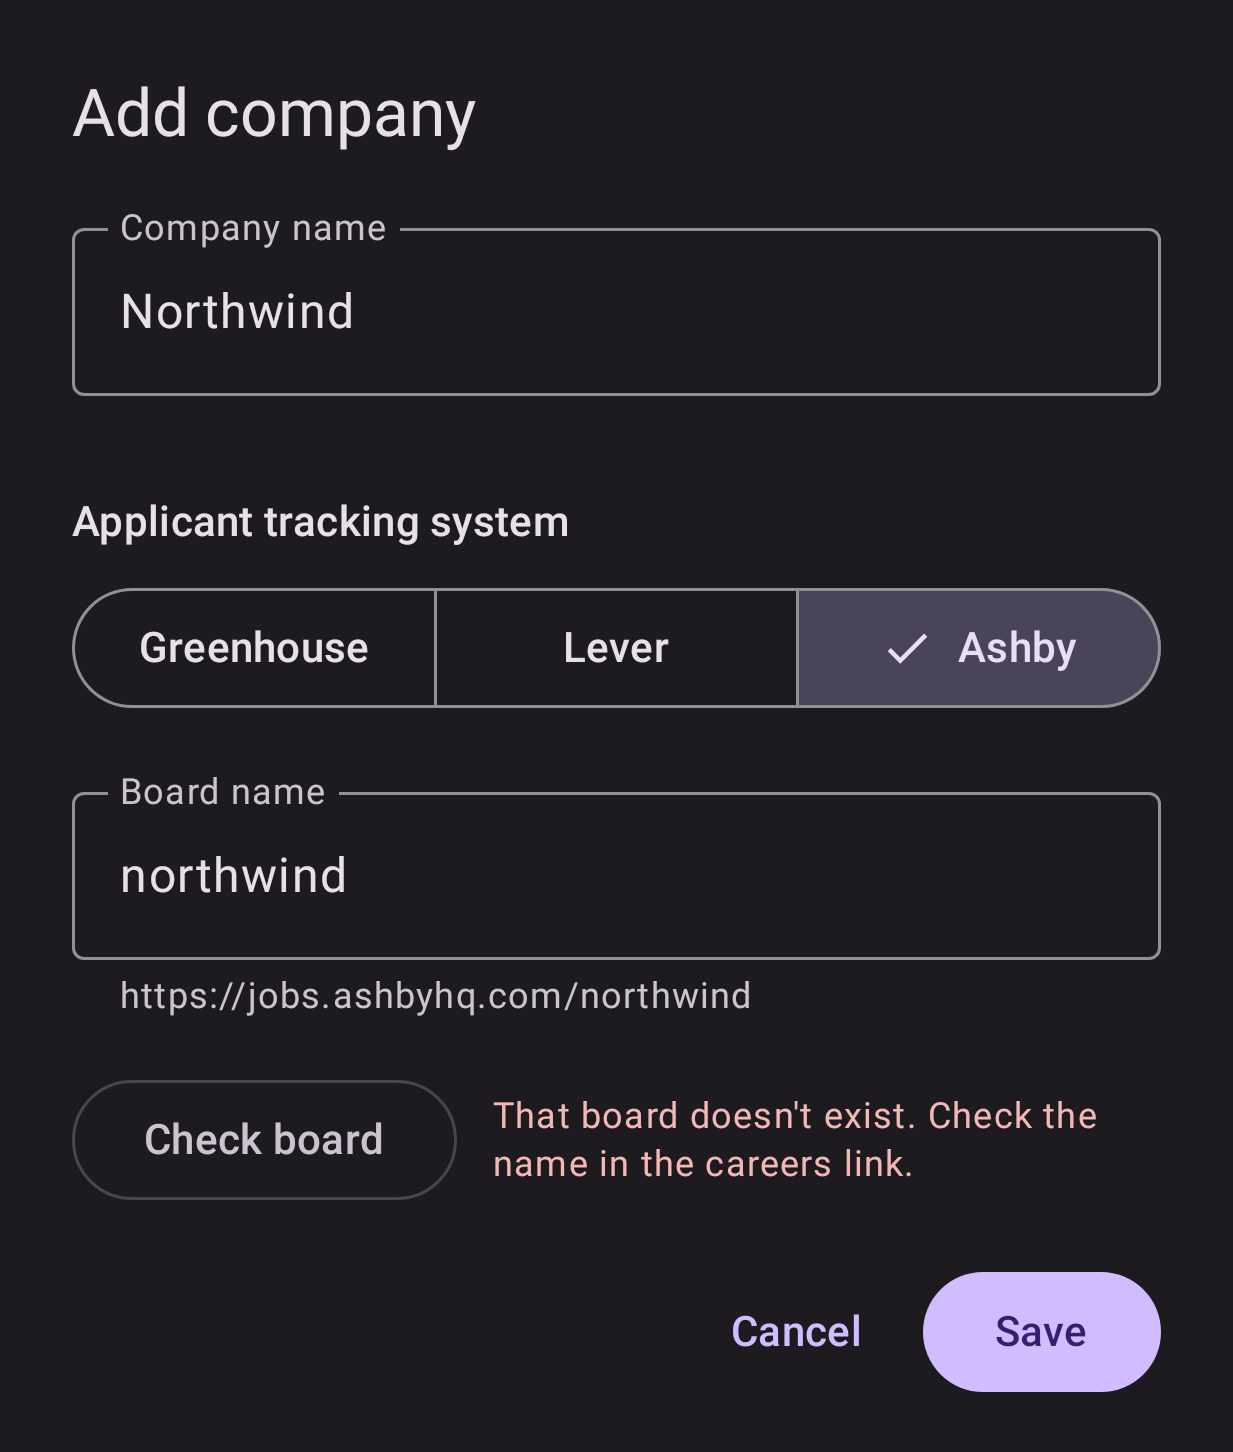 Add company
Company name
Northwind
Applicant tracking system
Greenhouse
Lever
Ashby
Board name
northwind
https://jobs.ashbyhq.com/northwind
Check board
That board doesn't exist. Check the
name in the careers link.
Cancel
Save